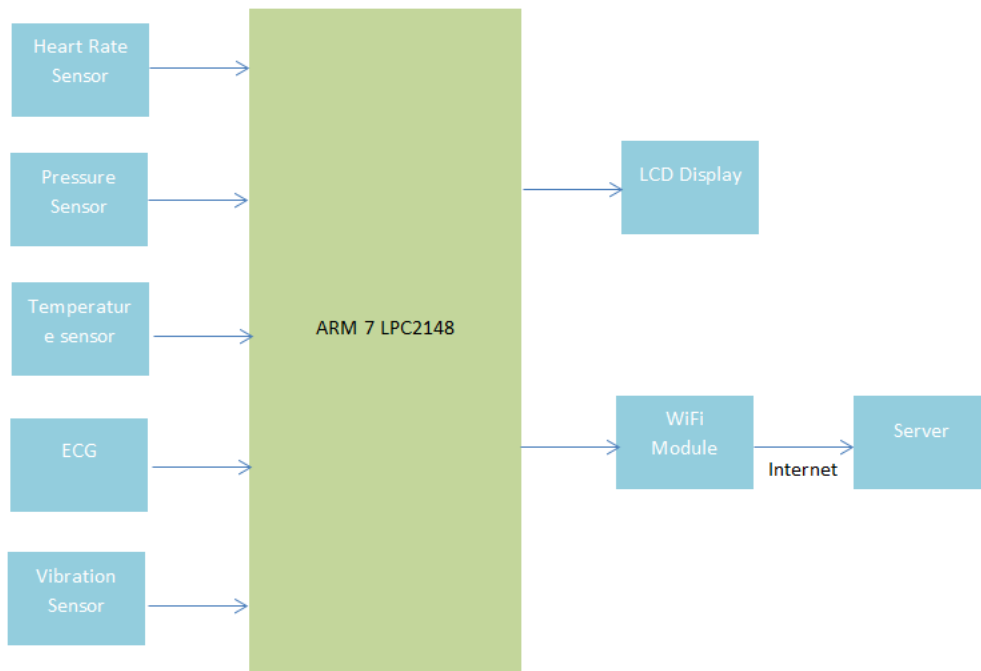 Heart Rate
Sensor
Pressure
Sensor
Temperatur
e sensor
ECG
Vibration
Sensor
ARM 7 LPC2148
LCD Display
WiFi
Module
Internet
Server